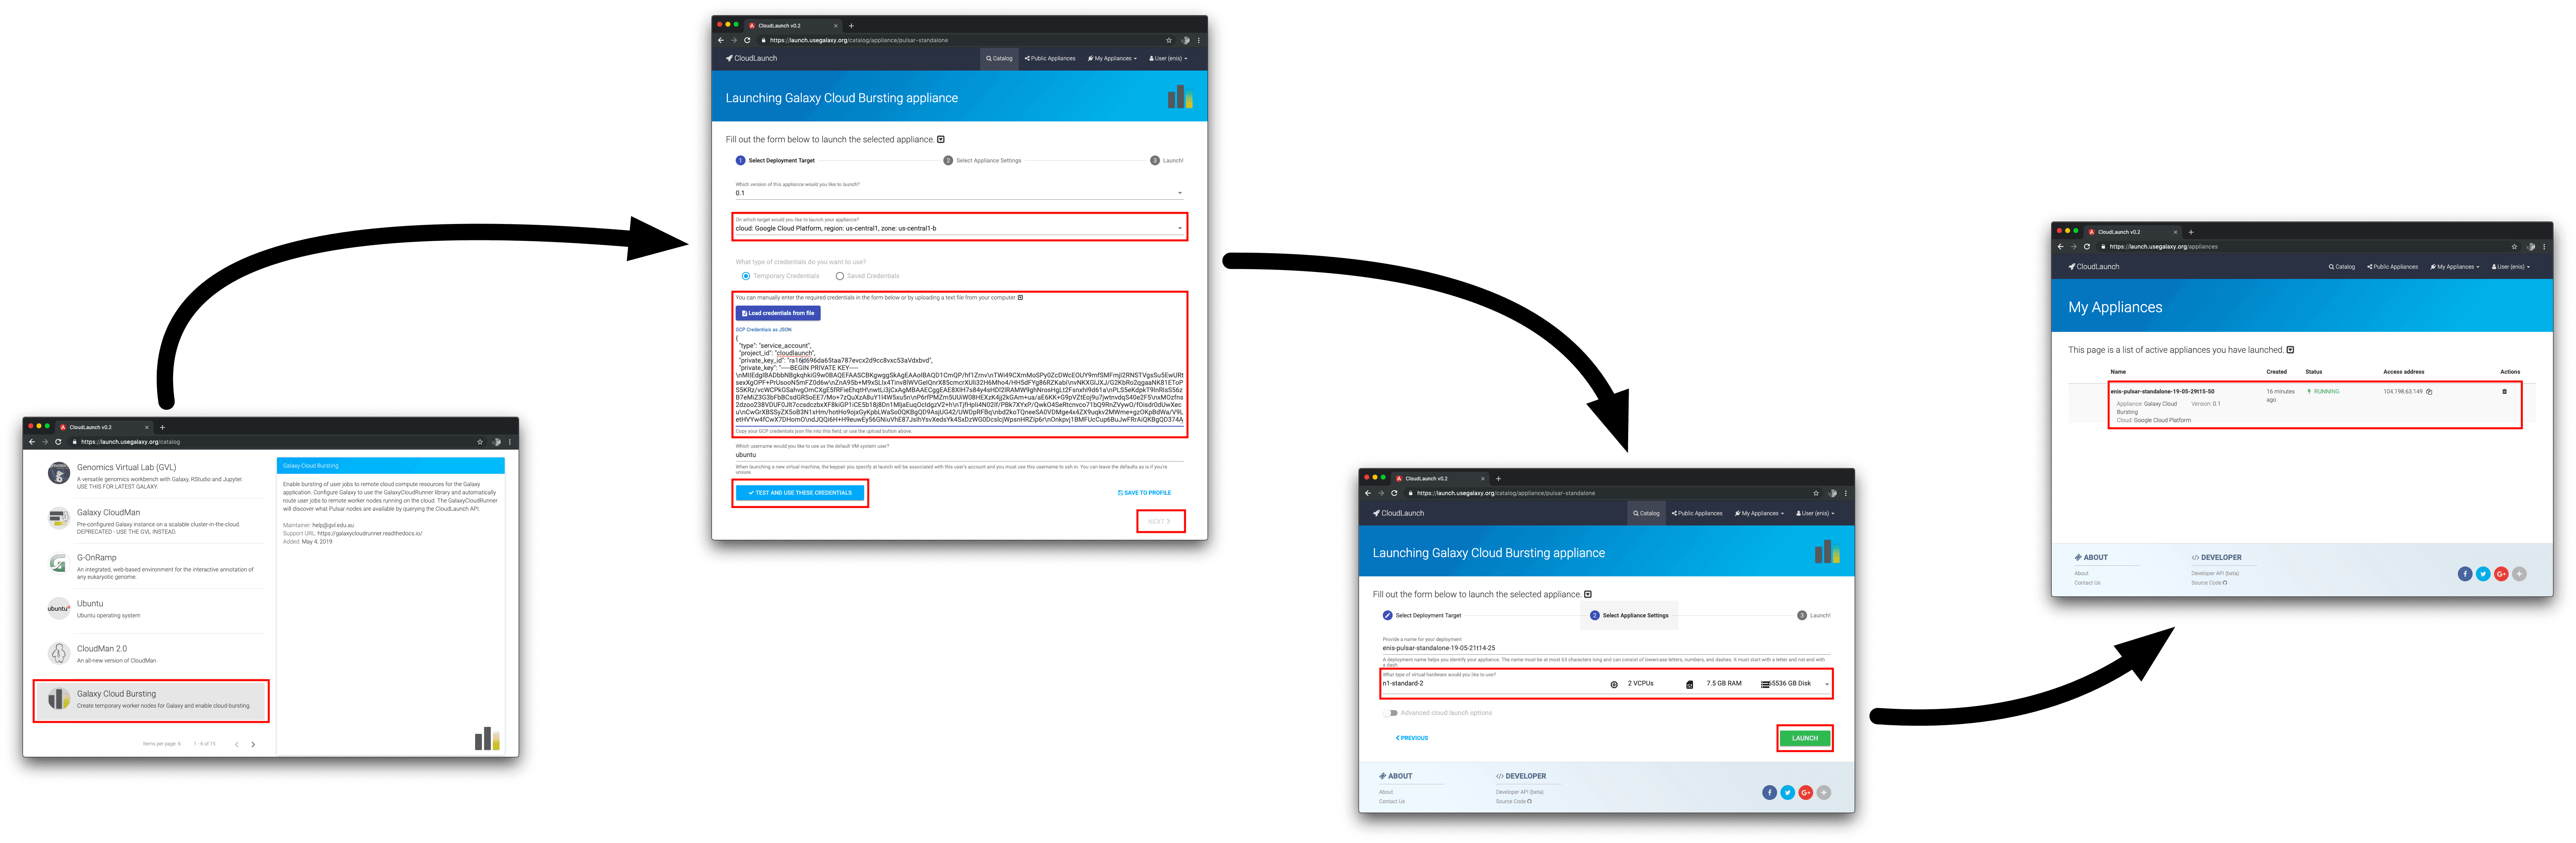 CloudLaunch v0.2
https://launch.usegalaxy.org/catalog
Genomics Virtual Lab (GVL)
A versatile genomics workbench with Galaxy, RStudio and Jupyter.
USE THIS FOR LATEST GALAXY.
Galaxy CloudMan
Pre-configured Galaxy instance on a scalable cluster-in-the-cloud.
DEPRECATED - USE THE GVL INSTEAD.
G-OnRamp
An integrated, web-based environment for the interactive annotation of
any eukaryotic genome.
ubuntu
Ubuntu
Ubuntu operating system
CloudMan 2.0
An all-new version of CloudMan
Galaxy Cloud Bursting
Create temporary worker nodes for Galaxy and enable cloud-bursting.
Items per page: 6 1 - 6 of 15
Galaxy Cloud Bursting
Enable bursting of user jobs to remote cloud compute resources for the Galaxy
application. Configure Galaxy to use the GalaxyCloudRunner library and automatically
route user jobs to remote worker nodes running on the cloud. The GalaxyCloudRunner
will discover what Pulsar nodes are available by querying the CloudLaunch API.
Maintainer: help@gvl.edu.au
Support URL: https://galaxycloudrunner.readthedocs.io/
Added: May 4, 2019
CloudLaunch v0.2
https://launch.usegalaxy.org/catalog/appliance/pulsar-standalone
CloudLaunch
Catalog Public Appliances My Appliances User (enis)
Launching Galaxy Cloud Bursting appliance
Fill out the form below to launch the selected appliance.
1 Select Deployment Target 2 Select Appliance Settings 3 Launch!
Which version of this appliance would you like to launch?
0.1
On which target would you like to launch your appliance?
cloud: Google Cloud Platform, region: us-central1, zone: us-central1-b
What type of credentials do you want to use?
Temporary Credentials Saved Credentials
You can manually enter the required credentials in the form below or by uploading a text file from your computer.
Load credentials from file
GCP Credentials as JSON
{
"type": "service_account",
"project_id": "cloudlaunch",
"private_key": "-----BEGIN PRIVATE KEY-----
Copy your GCP credentials json file into this field, or use the upload button above.
Which username would you like to use as the default VM system user?
ubuntu
When launching a new virtual machine, the keypair you specify at launch will be associated with this user's account and you must use this username to ssh in. You can leave the defaults as is if you're
unsure.
TEST AND USE THESE CREDENTIALS
SAVE TO PROFILE
NEXT
CloudLaunch v0.2
https://launch.usegalaxy.org/catalog/appliance/pulsar-standalone
CloudLaunch
Catalog Public Appliances My Appliances User (enis)
Launching Galaxy Cloud Bursting appliance
Fill out the form below to launch the selected appliance.
Select Deployment Target 2 Select Appliance Settings 3 Launch!
Provide a name for your deployment
enis-pulsar-standalone-19-05-21t14-25
A deployment name helps you identify your appliance. The name must be at most 63 characters long and can consist of lowercase letters, numbers, and dashes. It must start with a letter and not end with
a dash.
What type of virtual hardware would you like to use?
n1-standard-2 2 VCPUs 7.5 GB RAM 65536 GB Disk
Advanced cloud launch options
PREVIOUS
LAUNCH
ABOUT
About
Contact Us
DEVELOPER
Developer API (beta)
Source Code
CloudLaunch v0.2
https://launch.usegalaxy.org/appliances
CloudLaunch
Catalog Public Appliances My Appliances User (enis)
My Appliances
This page is a list of active appliances you have launched.
Name Created Status Access address Actions
enis-pulsar-standalone-19-05-29t15-50 16 minutes RUNNING 104.198.63.149
ago
Appliance: Galaxy Cloud Version: 0.1
Bursting
Cloud: Google Cloud Platform
ABOUT
About
Contact Us
DEVELOPER
Developer API (beta)
Source Code